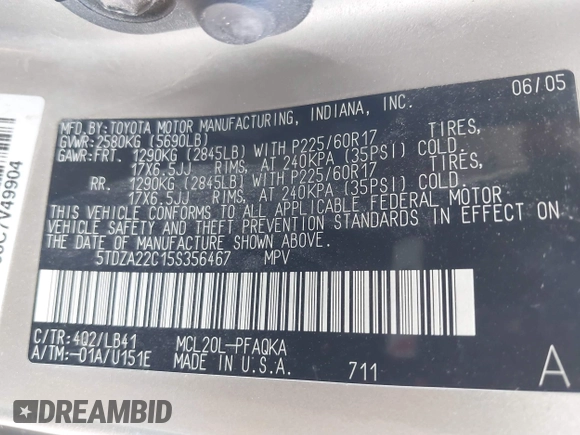 06/05
MFD.BY: TOYOTA MOTOR MANUFACTURING, INDIANA, INC.
GVWR: 2580KG (5690LB)
GAWR: FRT. 1290KG (2845LB) WITH P225/60R17 TIRES,
17X6.5JJ RIMS, AT 240KPA (35PSI) COLD.
RR. 1290KG (2845LB) WITH P225/60R17 TIRES,
17X6.5JJ RIMS, AT 240KPA (35PSI) COLD.
THIS VEHICLE CONFORMS TO ALL APPLICABLE FEDERAL MOTOR
VEHICLE SAFETY AND THEFT PREVENTION STANDARDS IN EFFECT ON
THE DATE OF MANUFACTURE SHOWN ABOVE.
5TDZA22C15S356467 MPV
C/TR: 4Q2/LB41 MCL20L-PFAQKA
A/TM: -01A/U151E MADE IN U.S.A. 711 A
V49904
DREAMBID